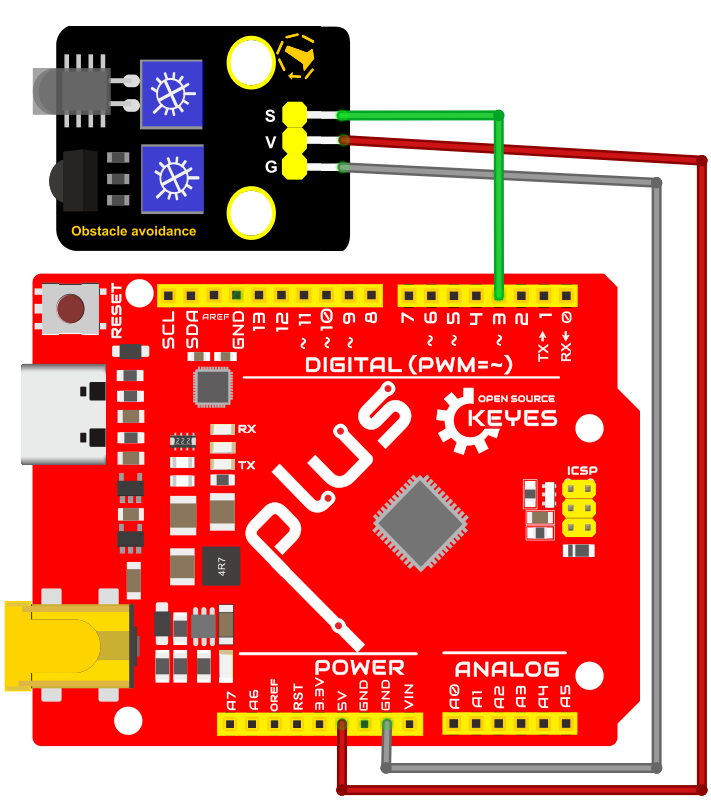 S
V
G
Obstacle avoidance
RESET
SCL
SDA
AREF
GND
13
12
~ 11
~ 10
~ 9
8
7
~ 6
~ 5
4
~ 3
2
TX→ 1
RX← 0
DIGITAL (PWM=~)
OPEN SOURCE
KEYES
RX
TX
222
plus
ICSP
4R7
POWER
ANALOG
A7
A6
OREF
RST
3.3V
5V
GND
GND
VIN
A0
A1
A2
A3
A4
A5